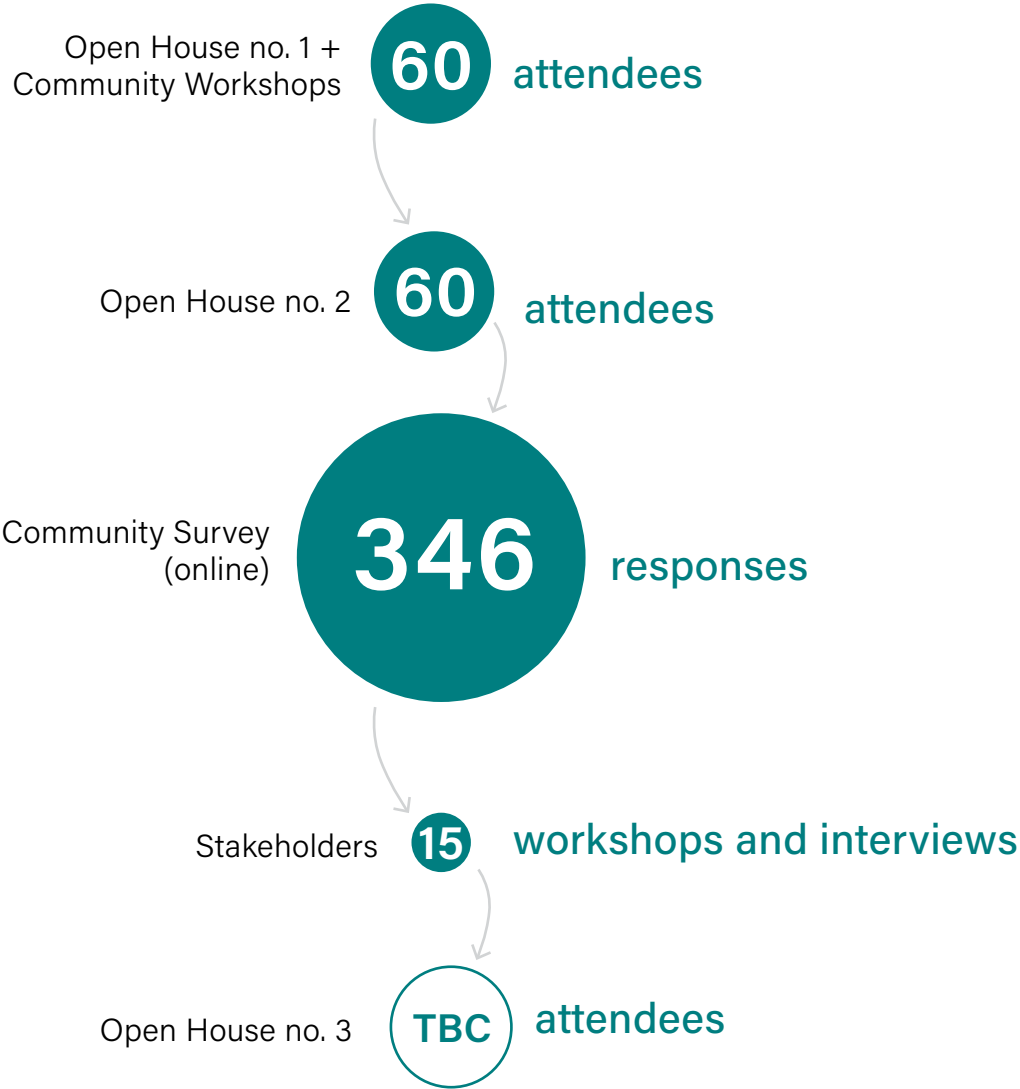 Open House no. 1 +
Community Workshops
60
attendees
Open House no. 2
60
attendees
Community Survey
(online)
346
responses
Stakeholders
15
workshops and interviews
Open House no. 3
TBC
attendees